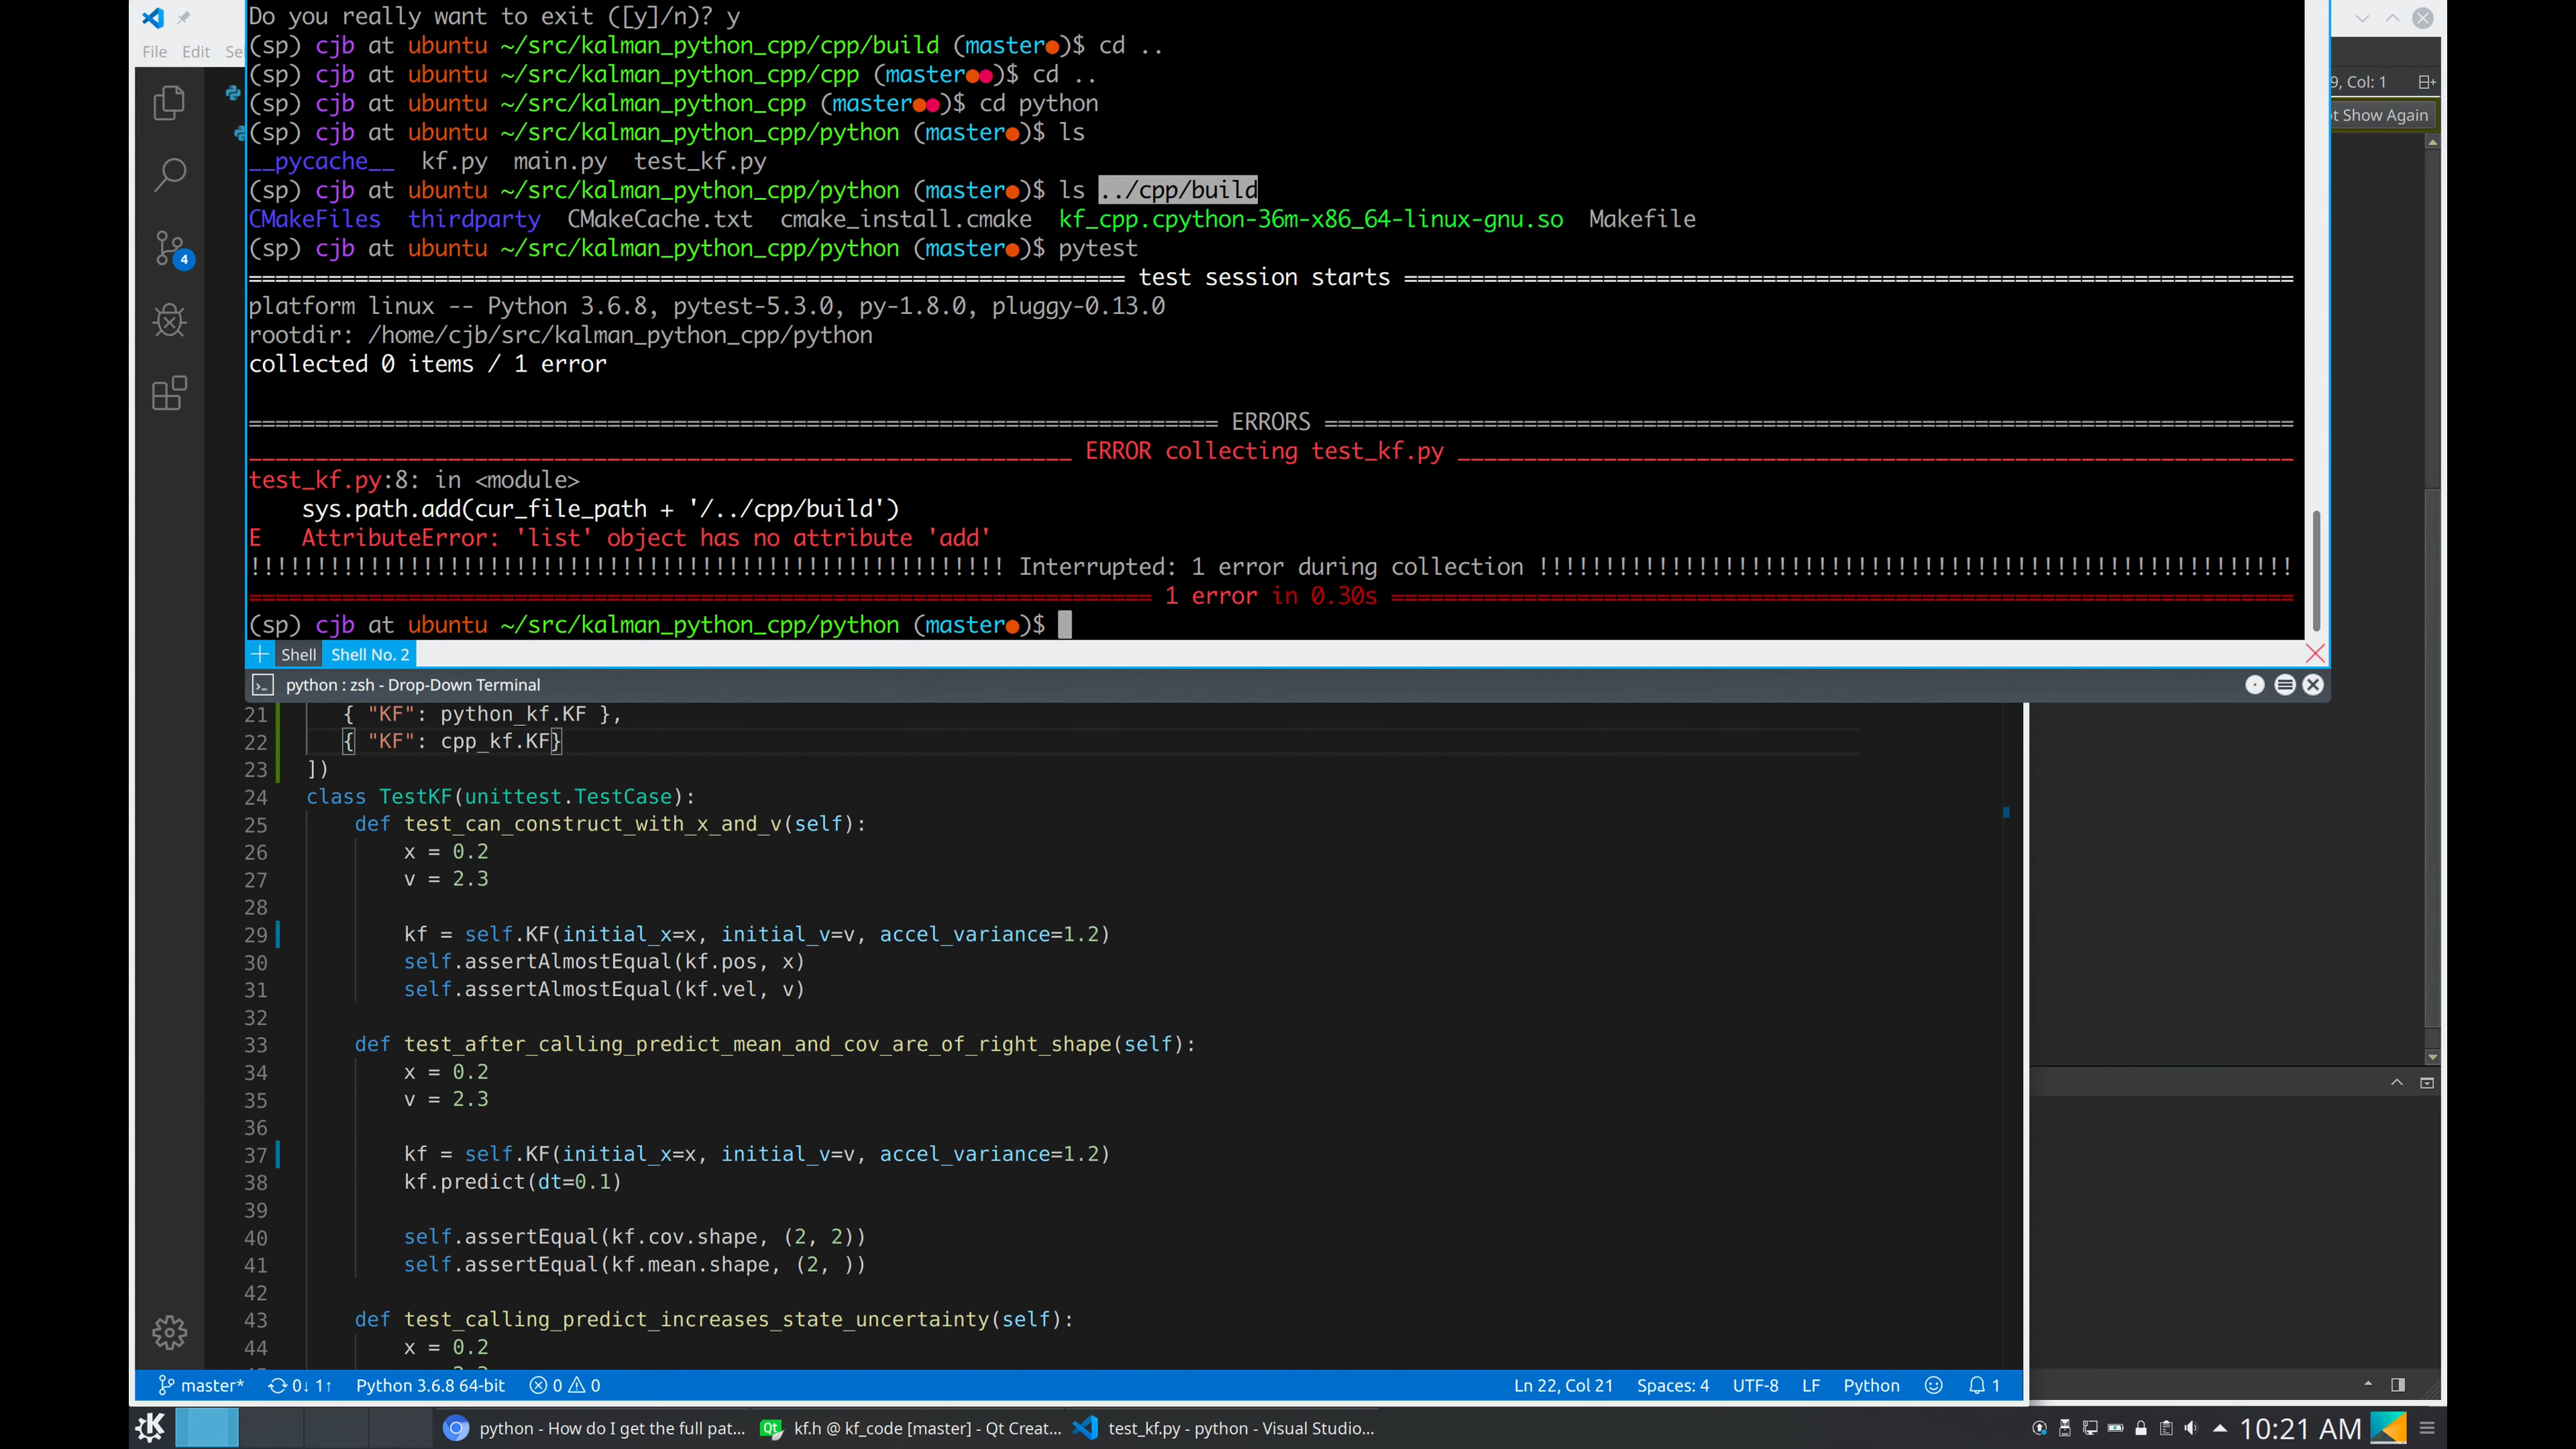 Do you really want to exit ([y]/n)? y
(sp) cjb at ubuntu ~/src/kalman_python_cpp/cpp/build (master●)$ cd ..
(sp) cjb at ubuntu ~/src/kalman_python_cpp/cpp (master●●)$ cd ..
(sp) cjb at ubuntu ~/src/kalman_python_cpp (master●●)$ cd python
(sp) cjb at ubuntu ~/src/kalman_python_cpp/python (master●)$ ls
__pycache__ kf.py main.py test_kf.py
(sp) cjb at ubuntu ~/src/kalman_python_cpp/python (master●)$ ls ../cpp/build
CMakeFiles thirdparty CMakeCache.txt cmake_install.cmake kf_cpp.cpython-36m-x86_64-linux-gnu.so Makefile
(sp) cjb at ubuntu ~/src/kalman_python_cpp/python (master●)$ pytest
test session starts
platform linux -- Python 3.6.8, pytest-5.3.0, py-1.8.0, pluggy-0.13.0
rootdir: /home/cjb/src/kalman_python_cpp/python
collected 0 items / 1 error
ERRORS
ERROR collecting test_kf.py
test_kf.py:8: in <module>
sys.path.add(cur_file_path + '/../cpp/build')
E AttributeError: 'list' object has no attribute 'add'
Interrupted: 1 error during collection
1 error in 0.30s
(sp) cjb at ubuntu ~/src/kalman_python_cpp/python (master●)$
File Edit Se
9, Col: 1
t Show Again
4
Shell Shell No. 2
python : zsh - Drop-Down Terminal
21 { "KF": python_kf.KF },
22 { "KF": cpp_kf.KF}
23 ])
24 class TestKF(unittest.TestCase):
25 def test_can_construct_with_x_and_v(self):
26 x = 0.2
27 v = 2.3
28
29 kf = self.KF(initial_x=x, initial_v=v, accel_variance=1.2)
30 self.assertAlmostEqual(kf.pos, x)
31 self.assertAlmostEqual(kf.vel, v)
32
33 def test_after_calling_predict_mean_and_cov_are_of_right_shape(self):
34 x = 0.2
35 v = 2.3
36
37 kf = self.KF(initial_x=x, initial_v=v, accel_variance=1.2)
38 kf.predict(dt=0.1)
39
40 self.assertEqual(kf.cov.shape, (2, 2))
41 self.assertEqual(kf.mean.shape, (2, ))
42
43 def test_calling_predict_increases_state_uncertainty(self):
44 x = 0.2
master* 0↓ 1↑ Python 3.6.8 64-bit 0 0 Ln 22, Col 21 Spaces: 4 UTF-8 LF Python 1
python - How do I get the full pat... kf.h @ kf_code [master] - Qt Creat... test_kf.py - python - Visual Studio... 10:21 AM